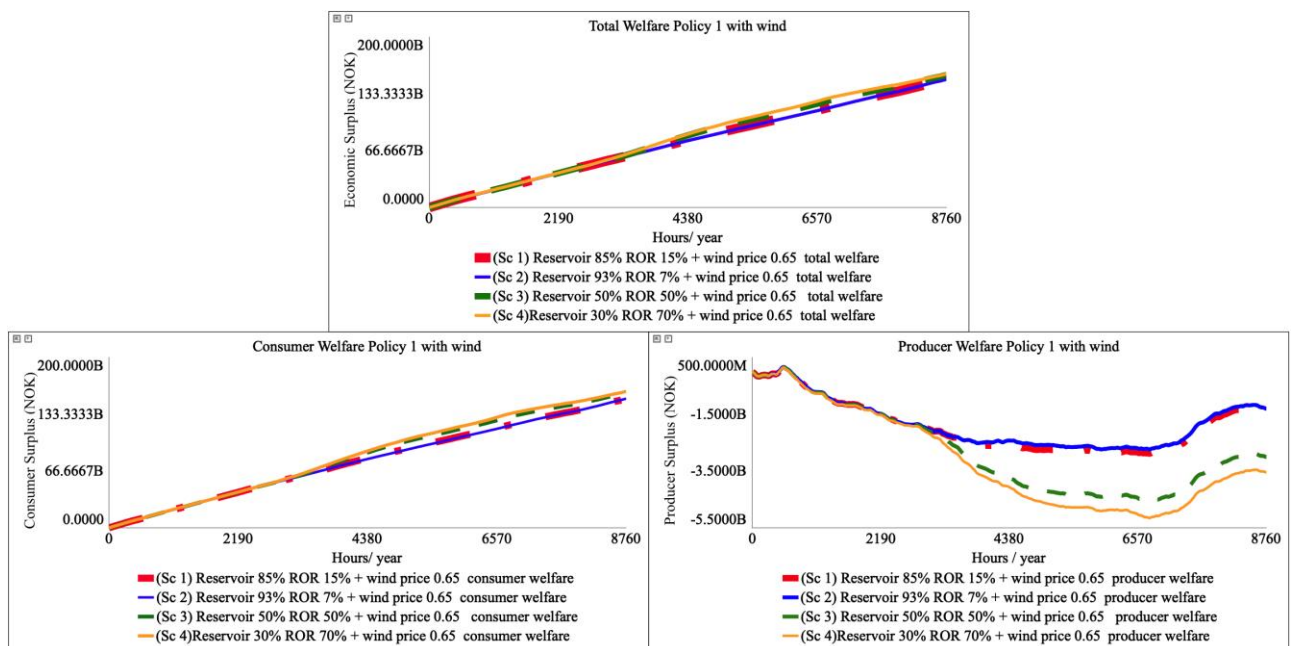 Total Welfare Policy 1 with wind
Economic Surplus (NOK)
200.0000B
133.3333B
66.6667B
0.0000
0 2190 4380 6570 8760
Hours/ year
(Sc 1) Reservoir 85% ROR 15% + wind price 0.65 total welfare
(Sc 2) Reservoir 93% ROR 7% + wind price 0.65 total welfare
(Sc 3) Reservoir 50% ROR 50% + wind price 0.65 total welfare
(Sc 4)Reservoir 30% ROR 70% + wind price 0.65 total welfare
Consumer Welfare Policy 1 with wind
Consumer Surplus (NOK)
200.0000B
133.3333B
66.6667B
0.0000
0 2190 4380 6570 8760
Hours/ year
(Sc 1) Reservoir 85% ROR 15% + wind price 0.65 consumer welfare
(Sc 2) Reservoir 93% ROR 7% + wind price 0.65 consumer welfare
(Sc 3) Reservoir 50% ROR 50% + wind price 0.65 consumer welfare
(Sc 4)Reservoir 30% ROR 70% + wind price 0.65 consumer welfare
Producer Welfare Policy 1 with wind
Producer Surplus (NOK)
500.0000M
-1.5000B
-3.5000B
-5.5000B
0 2190 4380 6570 8760
Hours / year
(Sc 1) Reservoir 85% ROR 15% + wind price 0.65 producer welfare
(Sc 2) Reservoir 93% ROR 7% + wind price 0.65 producer welfare
(Sc 3) Reservoir 50% ROR 50% + wind price 0.65 producer welfare
(Sc 4)Reservoir 30% ROR 70% + wind price 0.65 producer welfare